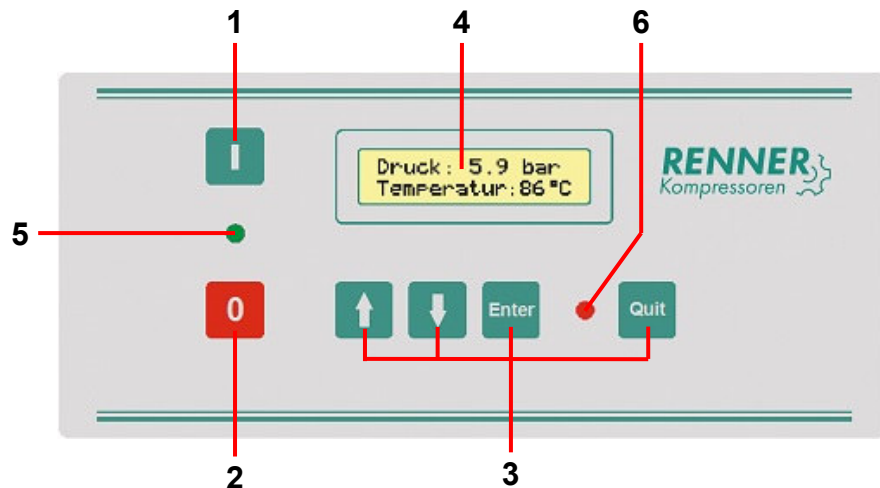 1
4
6
I
Druck: 5.9 bar
Temperatur:86°C
RENNER
Kompressoren
5
0
Enter
Quit
2
3